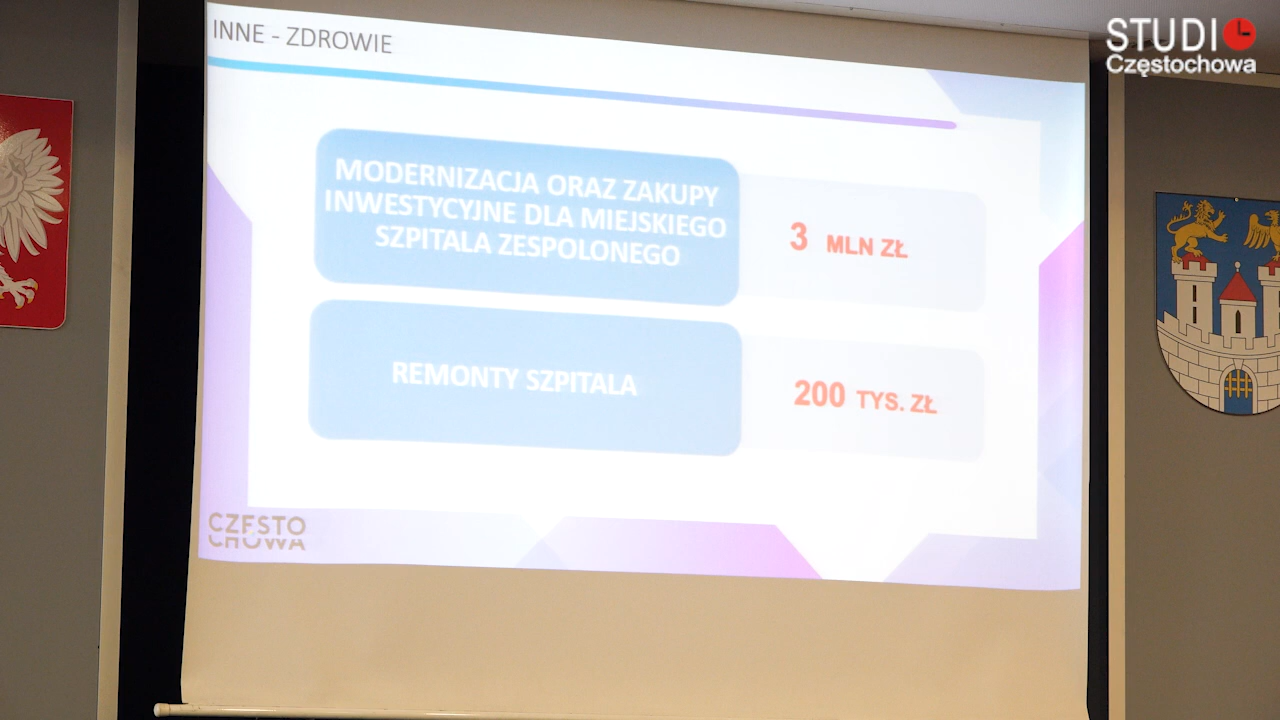 INNE - ZDROWIE
STUDI
Częstochowa
MODERNIZACJA ORAZ ZAKUPY
INWESTYCYJNE DLA MIEJSKIEGO
SZPITALA ZESPOLONEGO
3 MLN ZŁ
REMONTY SZPITALA
200 TYS. ZŁ
CZĘSTO
CHOWA